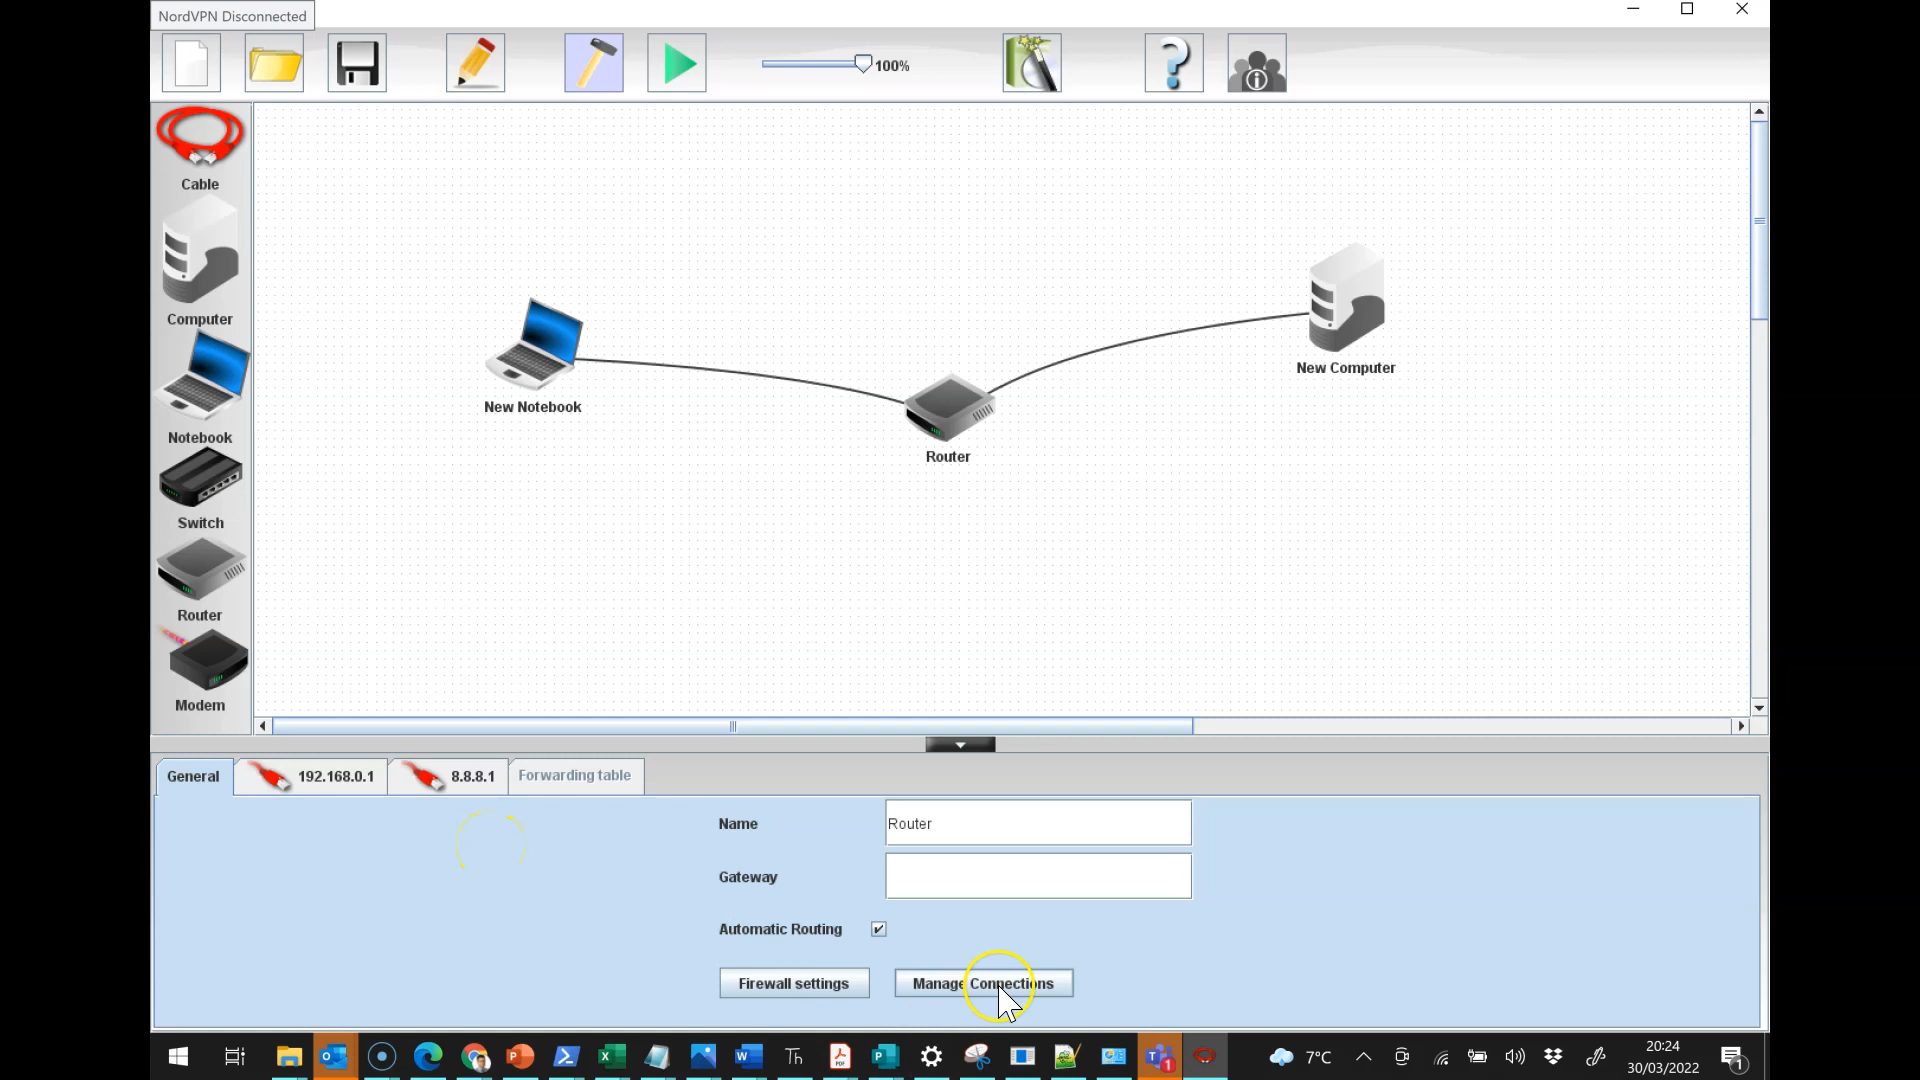 NordVPN Disconnected
100%
Cable
Computer
Notebook
Switch
Router
Modem
New Notebook
Router
New Computer
General
192.168.0.1
8.8.8.1
Forwarding table
Name
Router
Gateway
Automatic Routing
Firewall settings
Manage Connections
7°C
20:24
30/03/2022
1